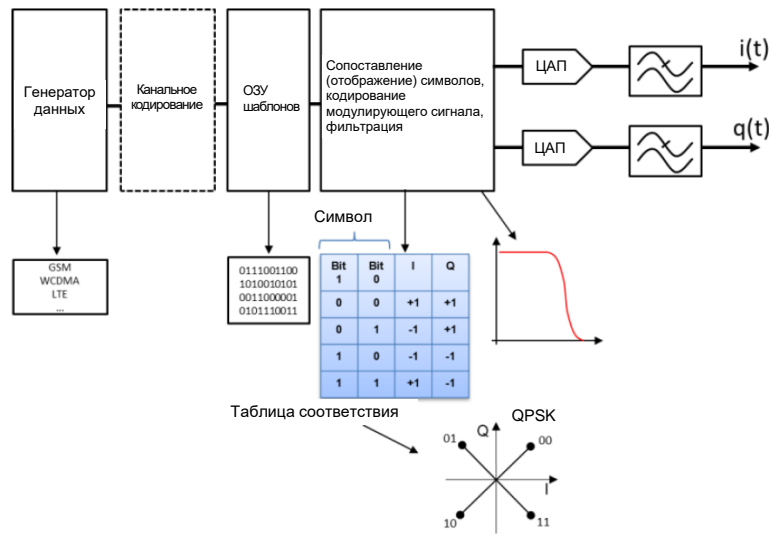 Генератор
данных
Канальное
кодирование
ОЗУ
шаблонов
Сопоставление
(отображение) символов,
кодирование
модулирующего сигнала,
фильтрация
ЦАП
i(t)
ЦАП
q(t)
GSM
WCDMA
LTE
...
0111001100
1010010101
0011000001
0101110011
Символ
Bit 1 Bit 0 I Q
0 0 +1 +1
0 1 -1 +1
1 0 -1 -1
1 1 +1 -1
Таблица соответствия
QPSK
Q
01 00
I
10 11